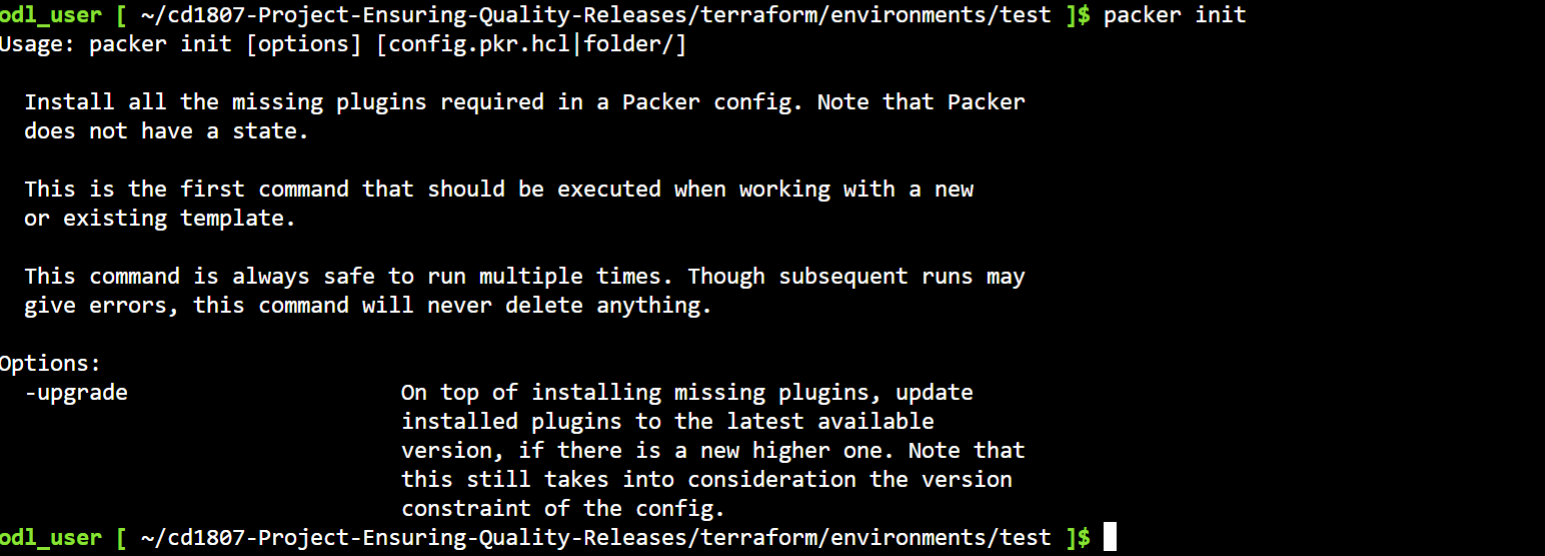 odl_user [ ~/cd1807-Project-Ensuring-Quality-Releases/terraform/environments/test ]$ packer init
Usage: packer init [options] [config.pkr.hcl|folder/]
Install all the missing plugins required in a Packer config. Note that Packer
does not have a state.
This is the first command that should be executed when working with a new
or existing template.
This command is always safe to run multiple times. Though subsequent runs may
give errors, this command will never delete anything.
Options:
-upgrade On top of installing missing plugins, update
installed plugins to the latest available
version, if there is a new higher one. Note that
this still takes into consideration the version
constraint of the config.
odl_user [ ~/cd1807-Project-Ensuring-Quality-Releases/terraform/environments/test ]$